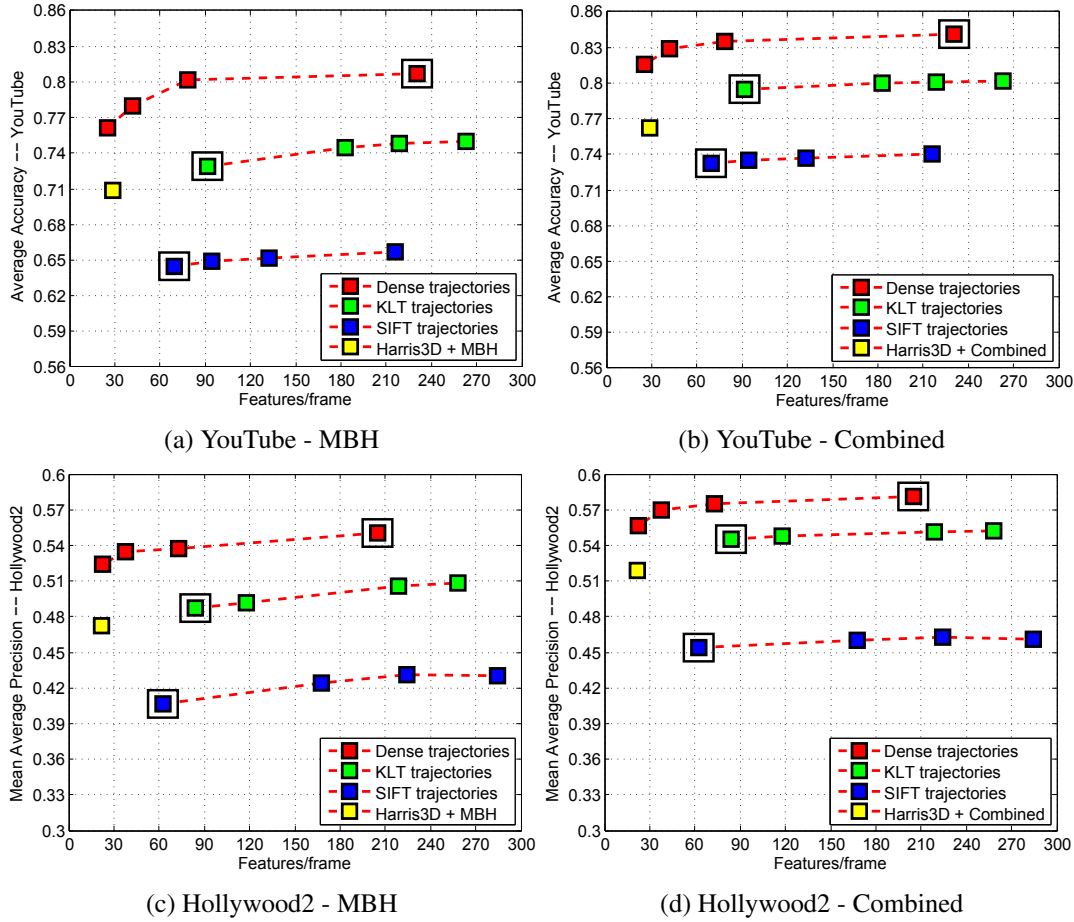 0.86
0.83
0.8
0.77
0.74
0.71
0.68
0.65
0.62
0.59
0.56
Average Accuracy -- YouTube
Dense trajectories
KLT trajectories
SIFT trajectories
Harris3D + MBH
0 30 60 90 120 150 180 210 240 270 300
Features/frame
(a) YouTube - MBH
0.86
0.83
0.8
0.77
0.74
0.71
0.68
0.65
0.62
0.59
0.56
Average Accuracy -- YouTube
Dense trajectories
KLT trajectories
SIFT trajectories
Harris3D + Combined
0 30 60 90 120 150 180 210 240 270 300
Features/frame
(b) YouTube - Combined
0.6
0.57
0.54
0.51
0.48
0.45
0.42
0.39
0.36
0.33
0.3
Mean Average Precision -- Hollywood2
Dense trajectories
KLT trajectories
SIFT trajectories
Harris3D + MBH
0 30 60 90 120 150 180 210 240 270 300
Features/frame
(c) Hollywood2 - MBH
0.6
0.57
0.54
0.51
0.48
0.45
0.42
0.39
0.36
0.33
0.3
Mean Average Precision -- Hollywood2
Dense trajectories
KLT trajectories
SIFT trajectories
Harris3D + Combined
0 30 60 90 120 150 180 210 240 270 300
Features/frame
(d) Hollywood2 - Combined